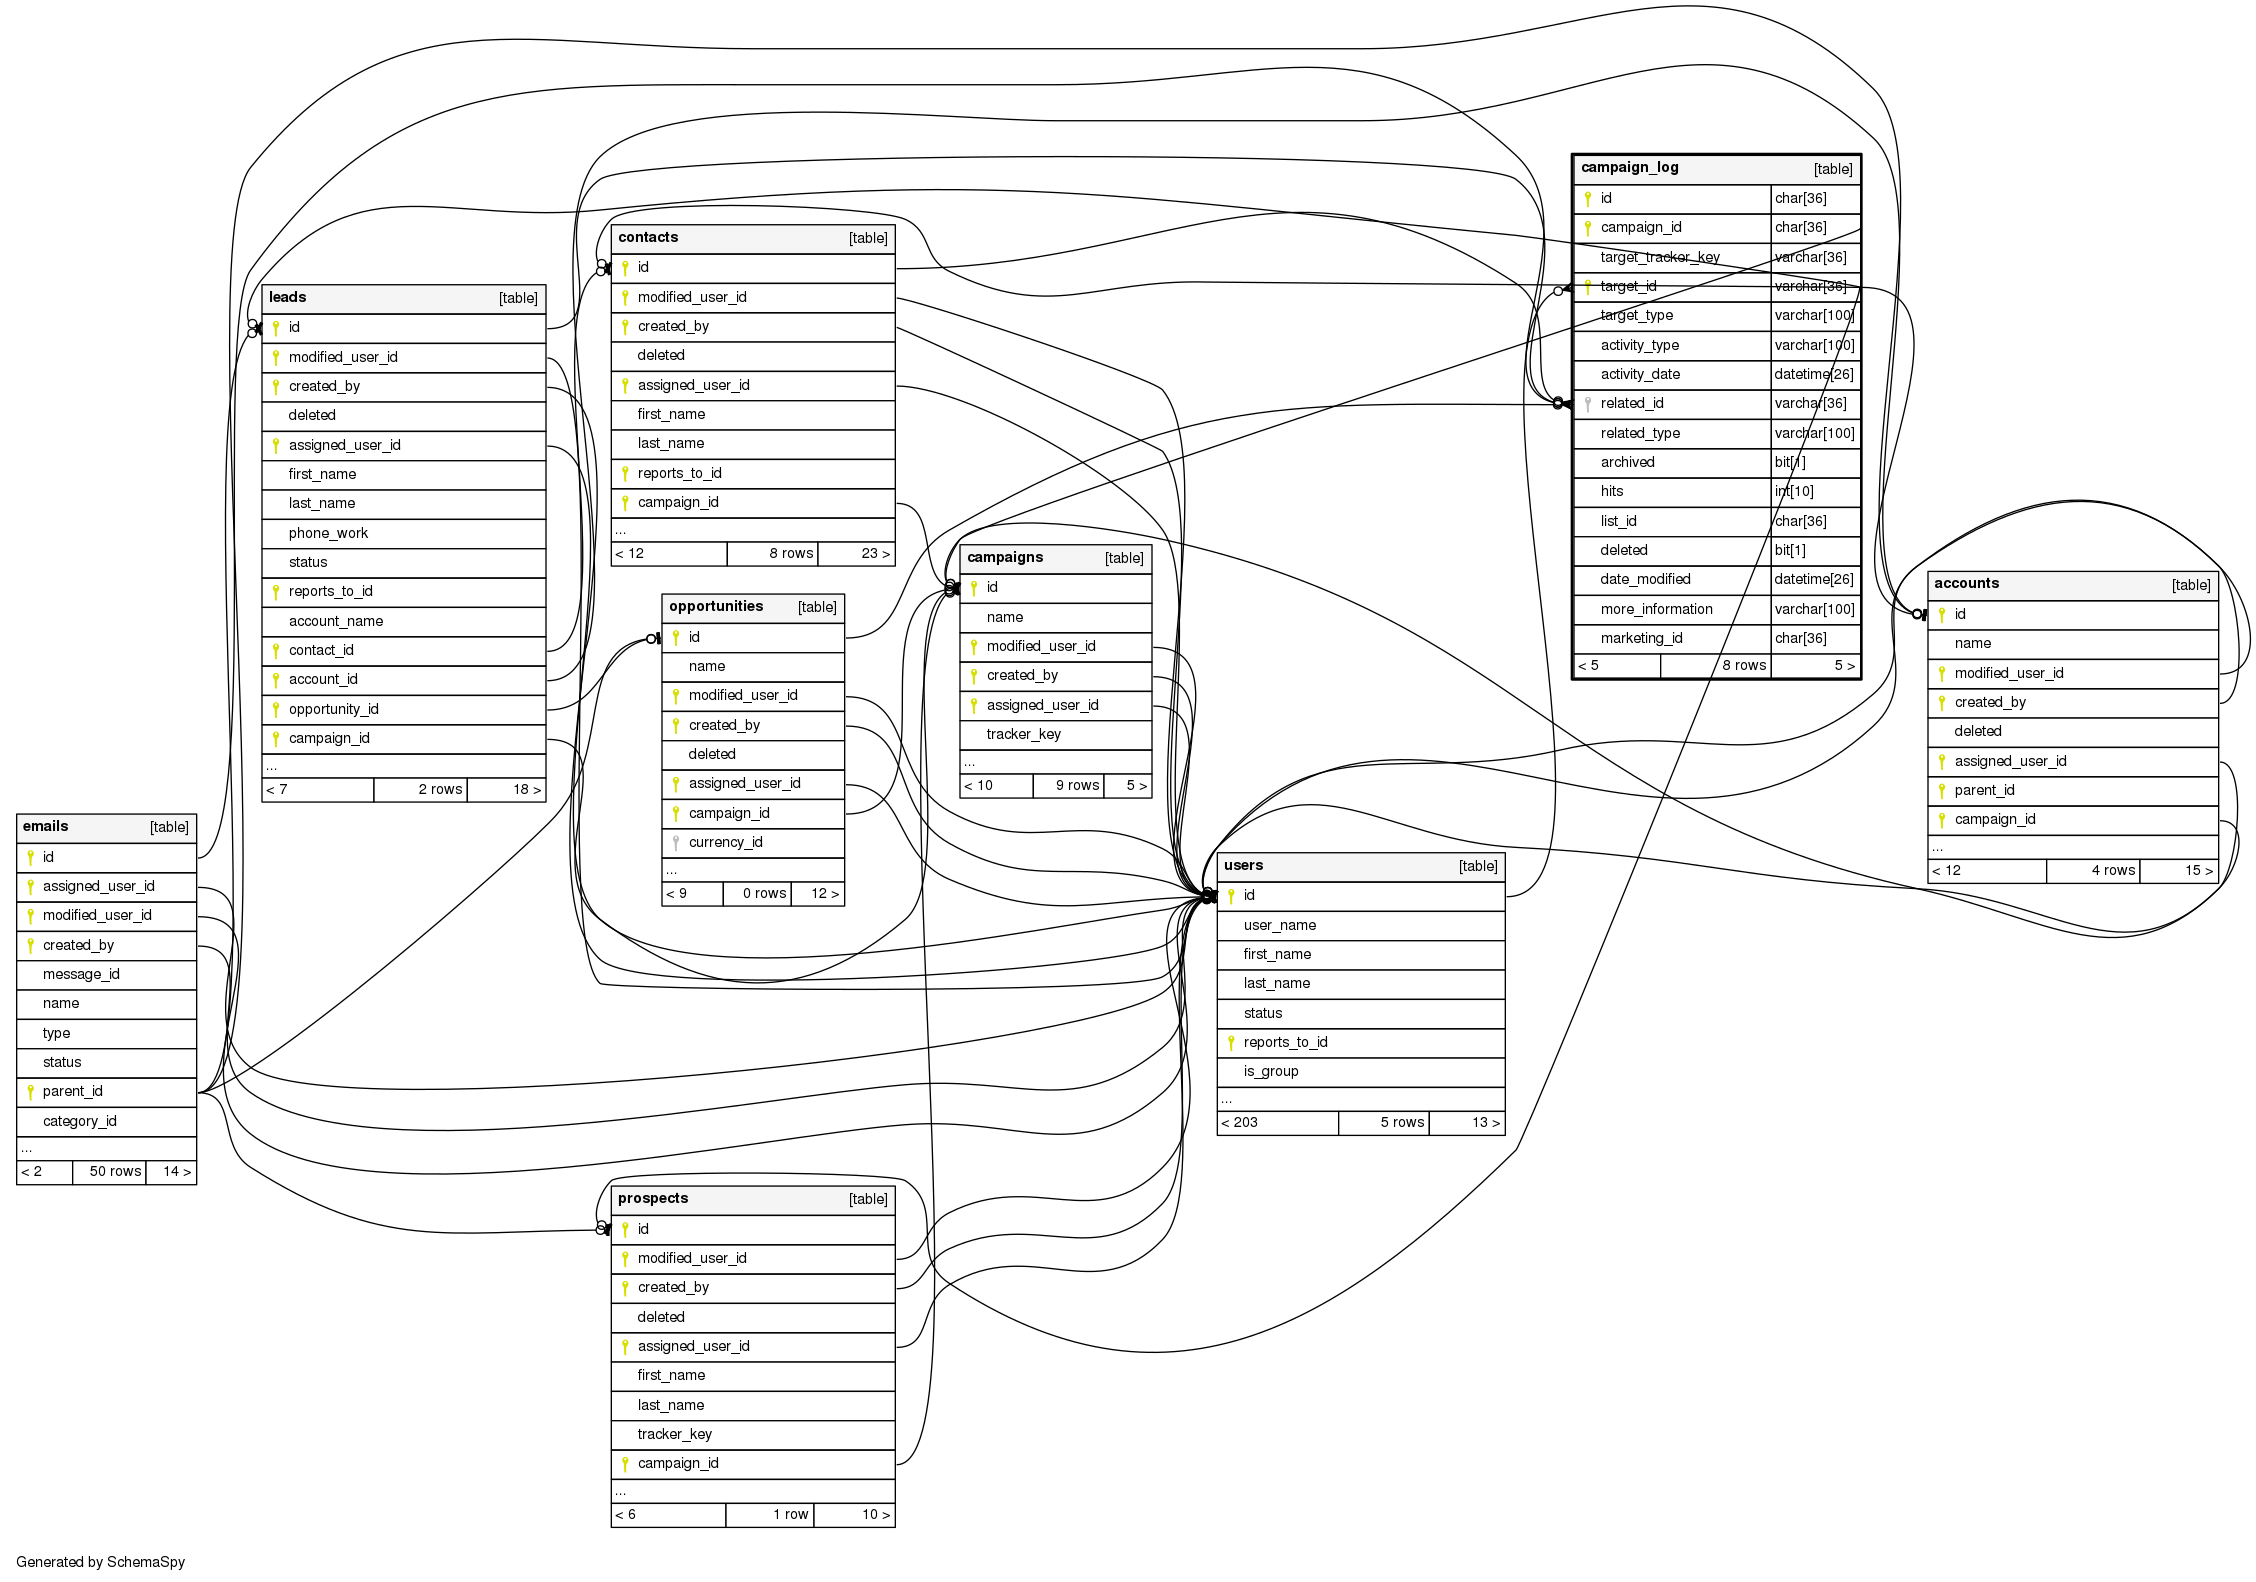 campaign_log [table]
id char[36]
campaign_id char[36]
target_tracker_key varchar[36]
target_id varchar[36]
target_type varchar[100]
activity_type varchar[100]
activity_date datetime[26]
related_id varchar[36]
related_type varchar[100]
archived bit[1]
hits int[10]
list_id char[36]
deleted bit[1]
date_modified datetime[26]
more_information varchar[100]
marketing_id char[36]
< 5 8 rows 5 >
contacts [table]
id
modified_user_id
created_by
deleted
assigned_user_id
first_name
last_name
reports_to_id
campaign_id
...
< 12 8 rows 23 >
leads [table]
id
modified_user_id
created_by
deleted
assigned_user_id
first_name
last_name
phone_work
status
reports_to_id
account_name
contact_id
account_id
opportunity_id
campaign_id
...
< 7 2 rows 18 >
campaigns [table]
id
name
modified_user_id
created_by
assigned_user_id
tracker_key
...
< 10 9 rows 5 >
accounts [table]
id
name
modified_user_id
created_by
deleted
assigned_user_id
parent_id
campaign_id
...
< 12 4 rows 15 >
opportunities [table]
id
name
modified_user_id
created_by
deleted
assigned_user_id
campaign_id
currency_id
...
< 9 0 rows 12 >
emails [table]
id
assigned_user_id
modified_user_id
created_by
message_id
name
type
status
parent_id
category_id
...
< 2 50 rows 14 >
users [table]
id
user_name
first_name
last_name
status
reports_to_id
is_group
...
< 203 5 rows 13 >
prospects [table]
id
modified_user_id
created_by
deleted
assigned_user_id
first_name
last_name
tracker_key
campaign_id
...
< 6 1 row 10 >
Generated by SchemaSpy